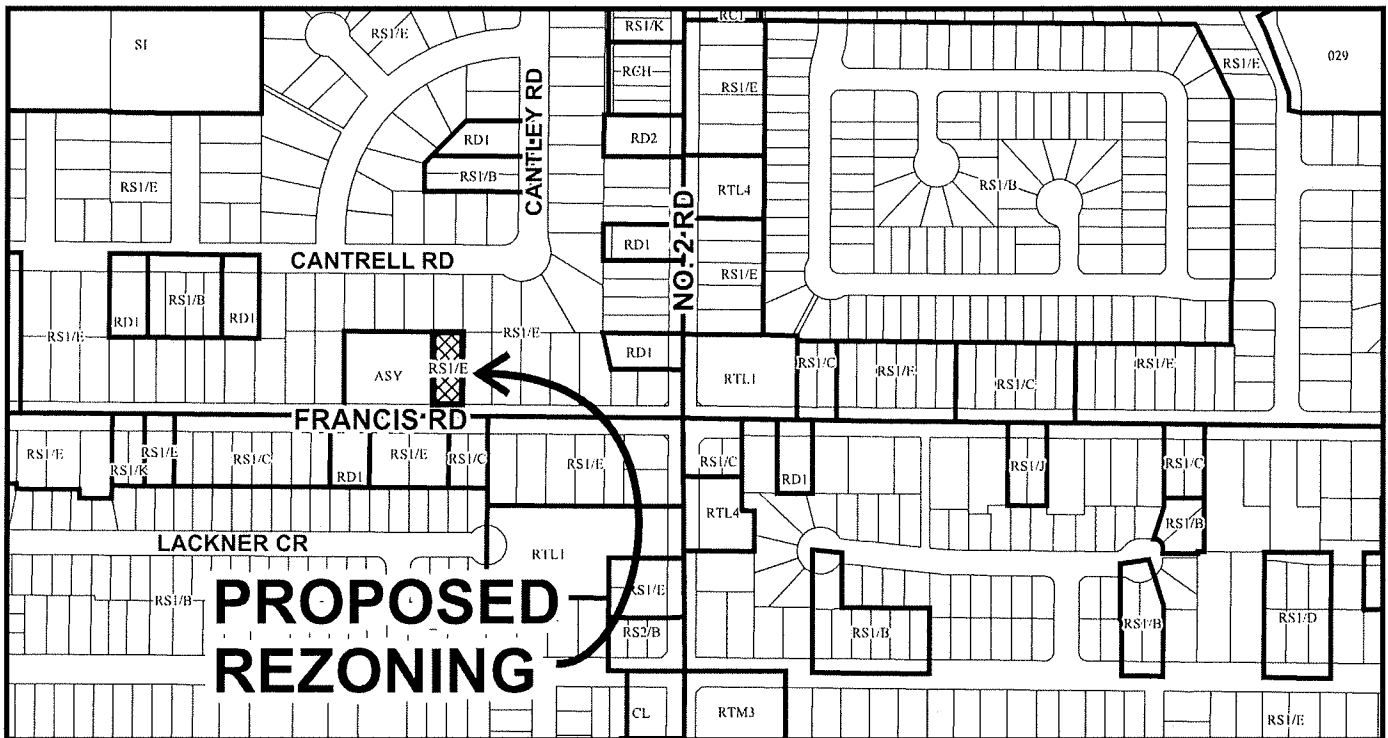 SI
RS1/E
CANTLEY RD
RS1/K
RC1
RCH
RS1/E
RS1/E
029
RD1
RD2
RS1/E
RS1/B
RTL4
RS1/B
NO. 2 RD
RD1
CANTRELL RD
RS1/E
RD1
RS1/B
RD1
RS1/E
RS1/E
RD1
ASY
RS1/E
RTL1
RS1/C
RS1/E
RS1/C
RS1/E
FRANCIS RD
RS1/E
RS1/K
RS1/E
RS1/C
RD1
RS1/E
RS1/C
RS1/E
RS1/C
RD1
RS1/J
RS1/C
RTL4
RS1/B
LACKNER CR
RTL1
RS1/B
PROPOSED
REZONING
RS1/E
RS2/B
RS1/B
RS1/B
RS1/D
CL
RTM3
RS1/E